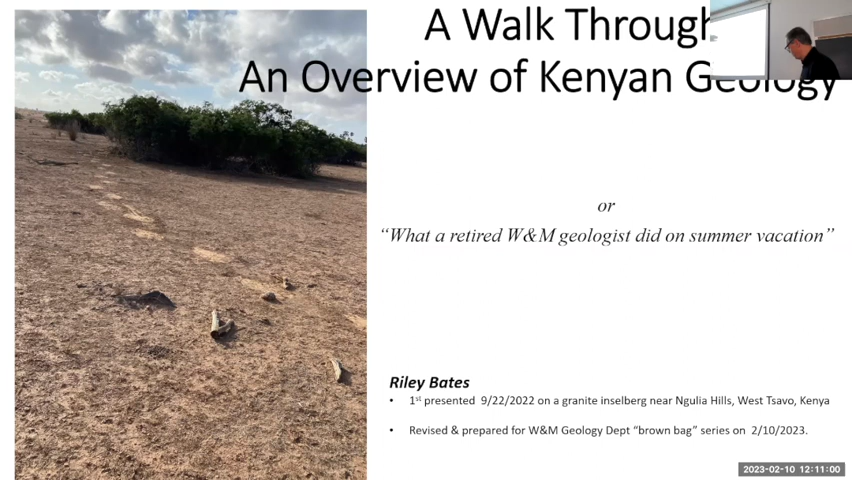 A Walk Through
An Overview of Kenyan Geology
or
“What a retired W&M geologist did on summer vacation”
Riley Bates
• 1st presented 9/22/2022 on a granite inselberg near Ngulia Hills, West Tsavo, Kenya
• Revised & prepared for W&M Geology Dept “brown bag” series on 2/10/2023.
2023-02-10 12:11:00